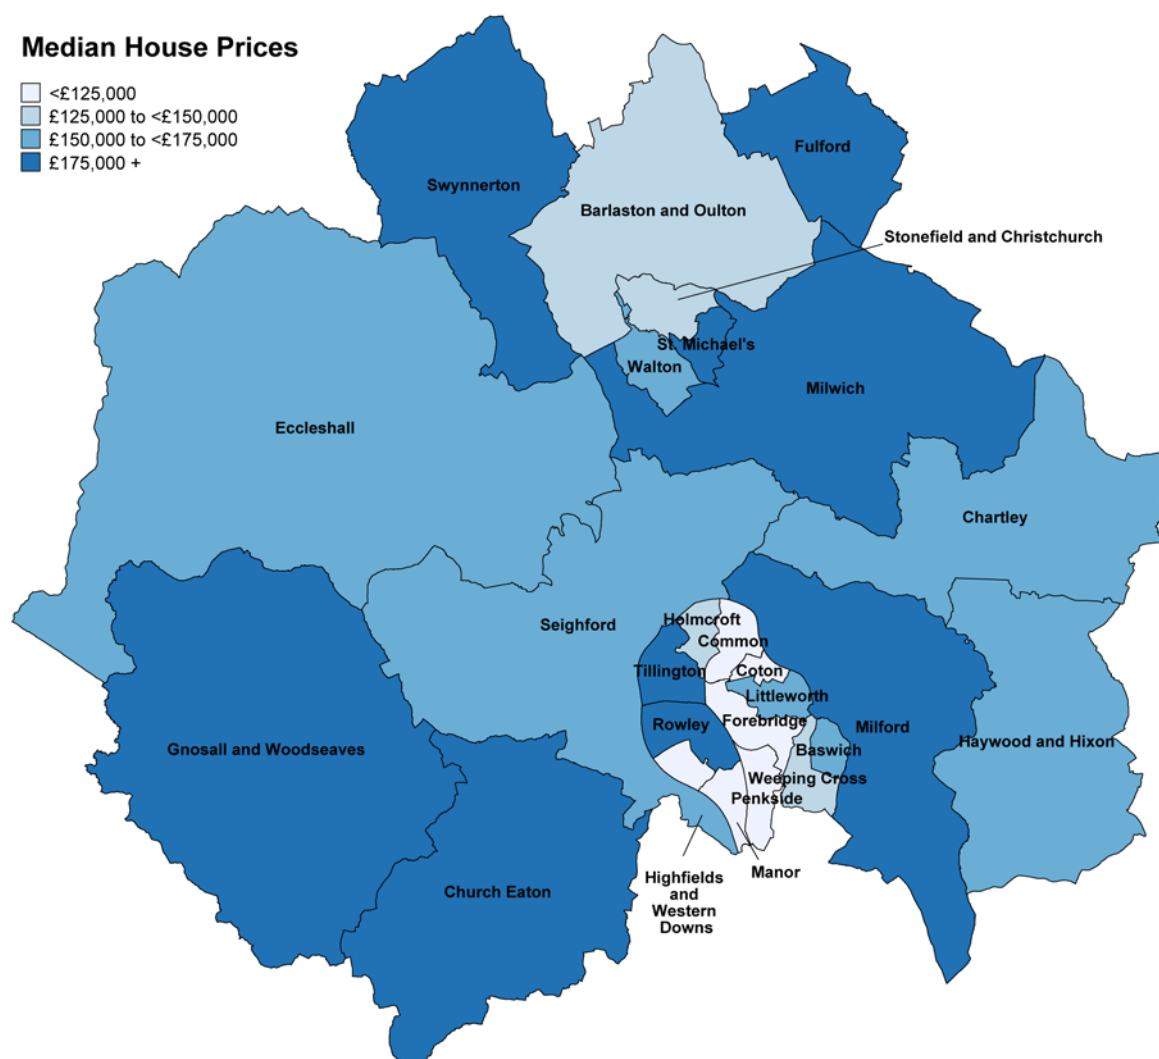 Median House Prices
<£125,000
£125,000 to <£150,000
£150,000 to <£175,000
£175,000 +
Fulford
Swynnerton
Barlaston and Oulton
Stonefield and Christchurch
St. Michael's
Walton
Milwich
Eccleshall
Chartley
Holmcroft
Seighford
Common
Tillington
Coton
Littleworth
Forebridge
Rowley
Milford
Haywood and Hixon
Gnosall and Woodseaves
Baswich
Weeping Cross
Penkside
Manor
Highfields
and
Western
Downs
Church Eaton